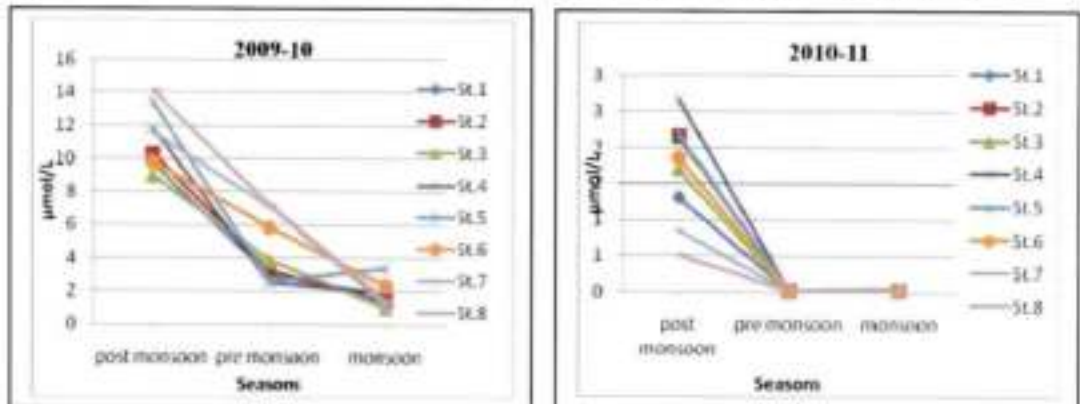 2009-10
16
14
12
10
8
6
4
2
0
µmol/L
post monsoon
pre monsoon
monsoon
Seasons
St.1
St.2
St.3
St.4
St.5
St.6
St.7
St.8
2010-11
3
3
1
0
µmol/L
post
monsoon
pre monsoon
monsoon
Seasons
St.1
St.2
St.3
St.4
St.5
St.6
St.7
St.8